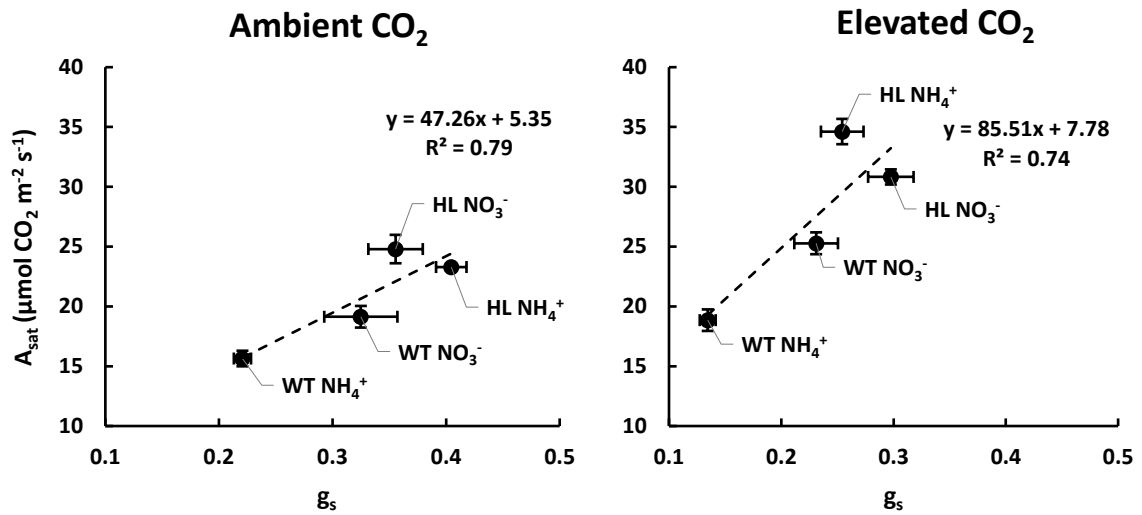 Ambient CO₂
Elevated CO₂
A_sat (μmol CO₂ m⁻² s⁻¹)
40
35
30
25
20
15
10
y = 47.26x + 5.35
R² = 0.79
HL NO₃⁻
HL NH₄⁺
WT NO₃⁻
WT NH₄⁺
0.1 0.2 0.3 0.4 0.5
g_s
40
35
30
25
20
15
10
HL NH₄⁺
y = 85.51x + 7.78
R² = 0.74
HL NO₃⁻
WT NO₃⁻
WT NH₄⁺
0.1 0.2 0.3 0.4 0.5
g_s